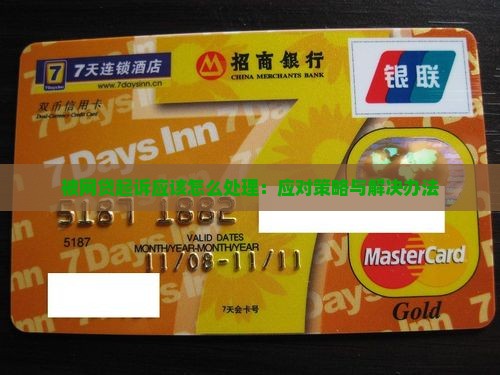 7 7天连锁酒店
www.7daysinn.cn
招商银行
CHINA MERCHANTS BANK
银联
双币信用卡
Dual-Currency Credit Card
7Days Inn
被网贷起诉应该怎么处理：应对策略与解决办法
5187 1882
5187
VALID DATES
MONTH/YEAR-MONTH/YEAR
11/08-11/11
MasterCard
7天会卡号
Gold